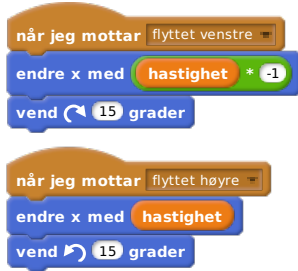 når jeg mottar flyttet venstre
endre x med hastighet * -1
vend 15 grader
når jeg mottar flyttet høyre
endre x med hastighet
vend 15 grader